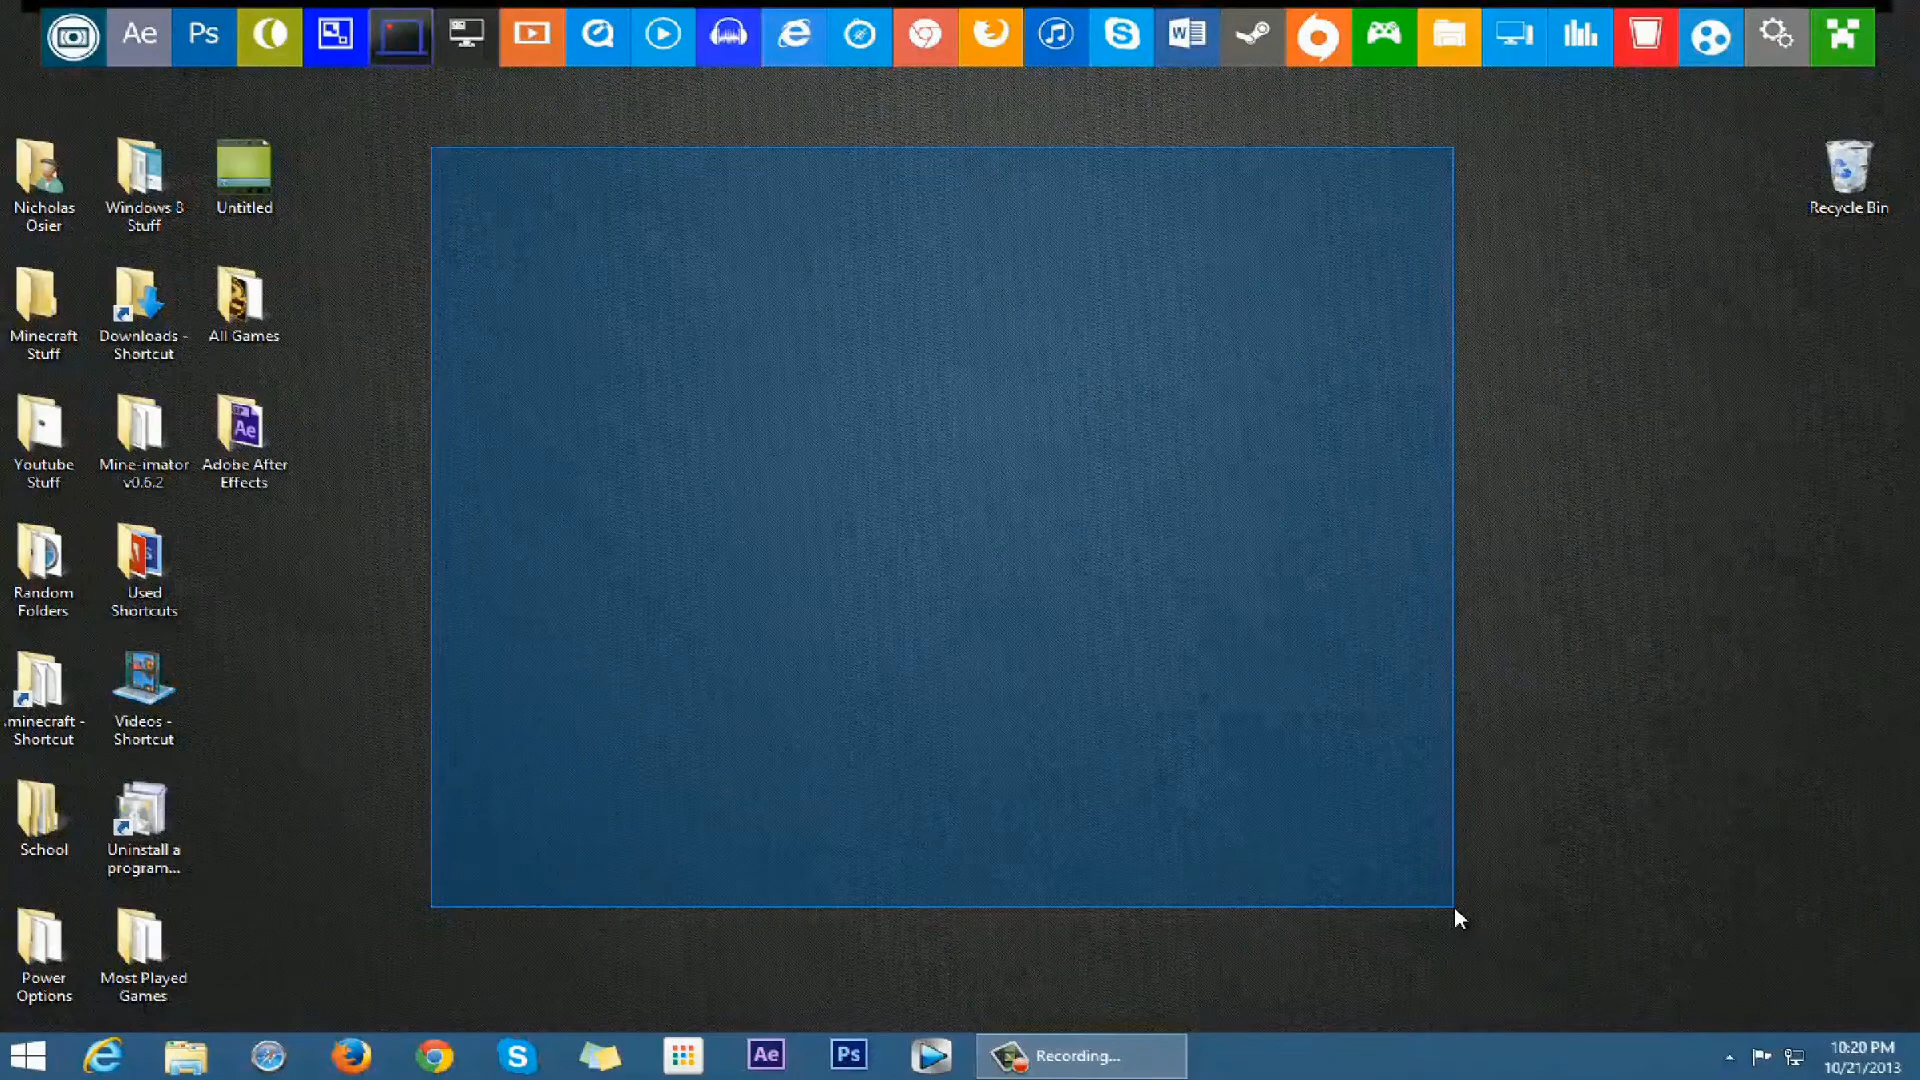 Ae
Ps
Nicholas
Osier
Windows 8
Stuff
Untitled
Recycle Bin
Minecraft
Stuff
Downloads -
Shortcut
All Games
Youtube
Stuff
Mine-imator
v0.6.2
Ae
Adobe After
Effects
Random
Folders
Used
Shortcuts
.minecraft -
Shortcut
Videos -
Shortcut
School
Uninstall a
program...
Power
Options
Most Played
Games
Ae
Ps
Recording...
10:20 PM
10/21/2013